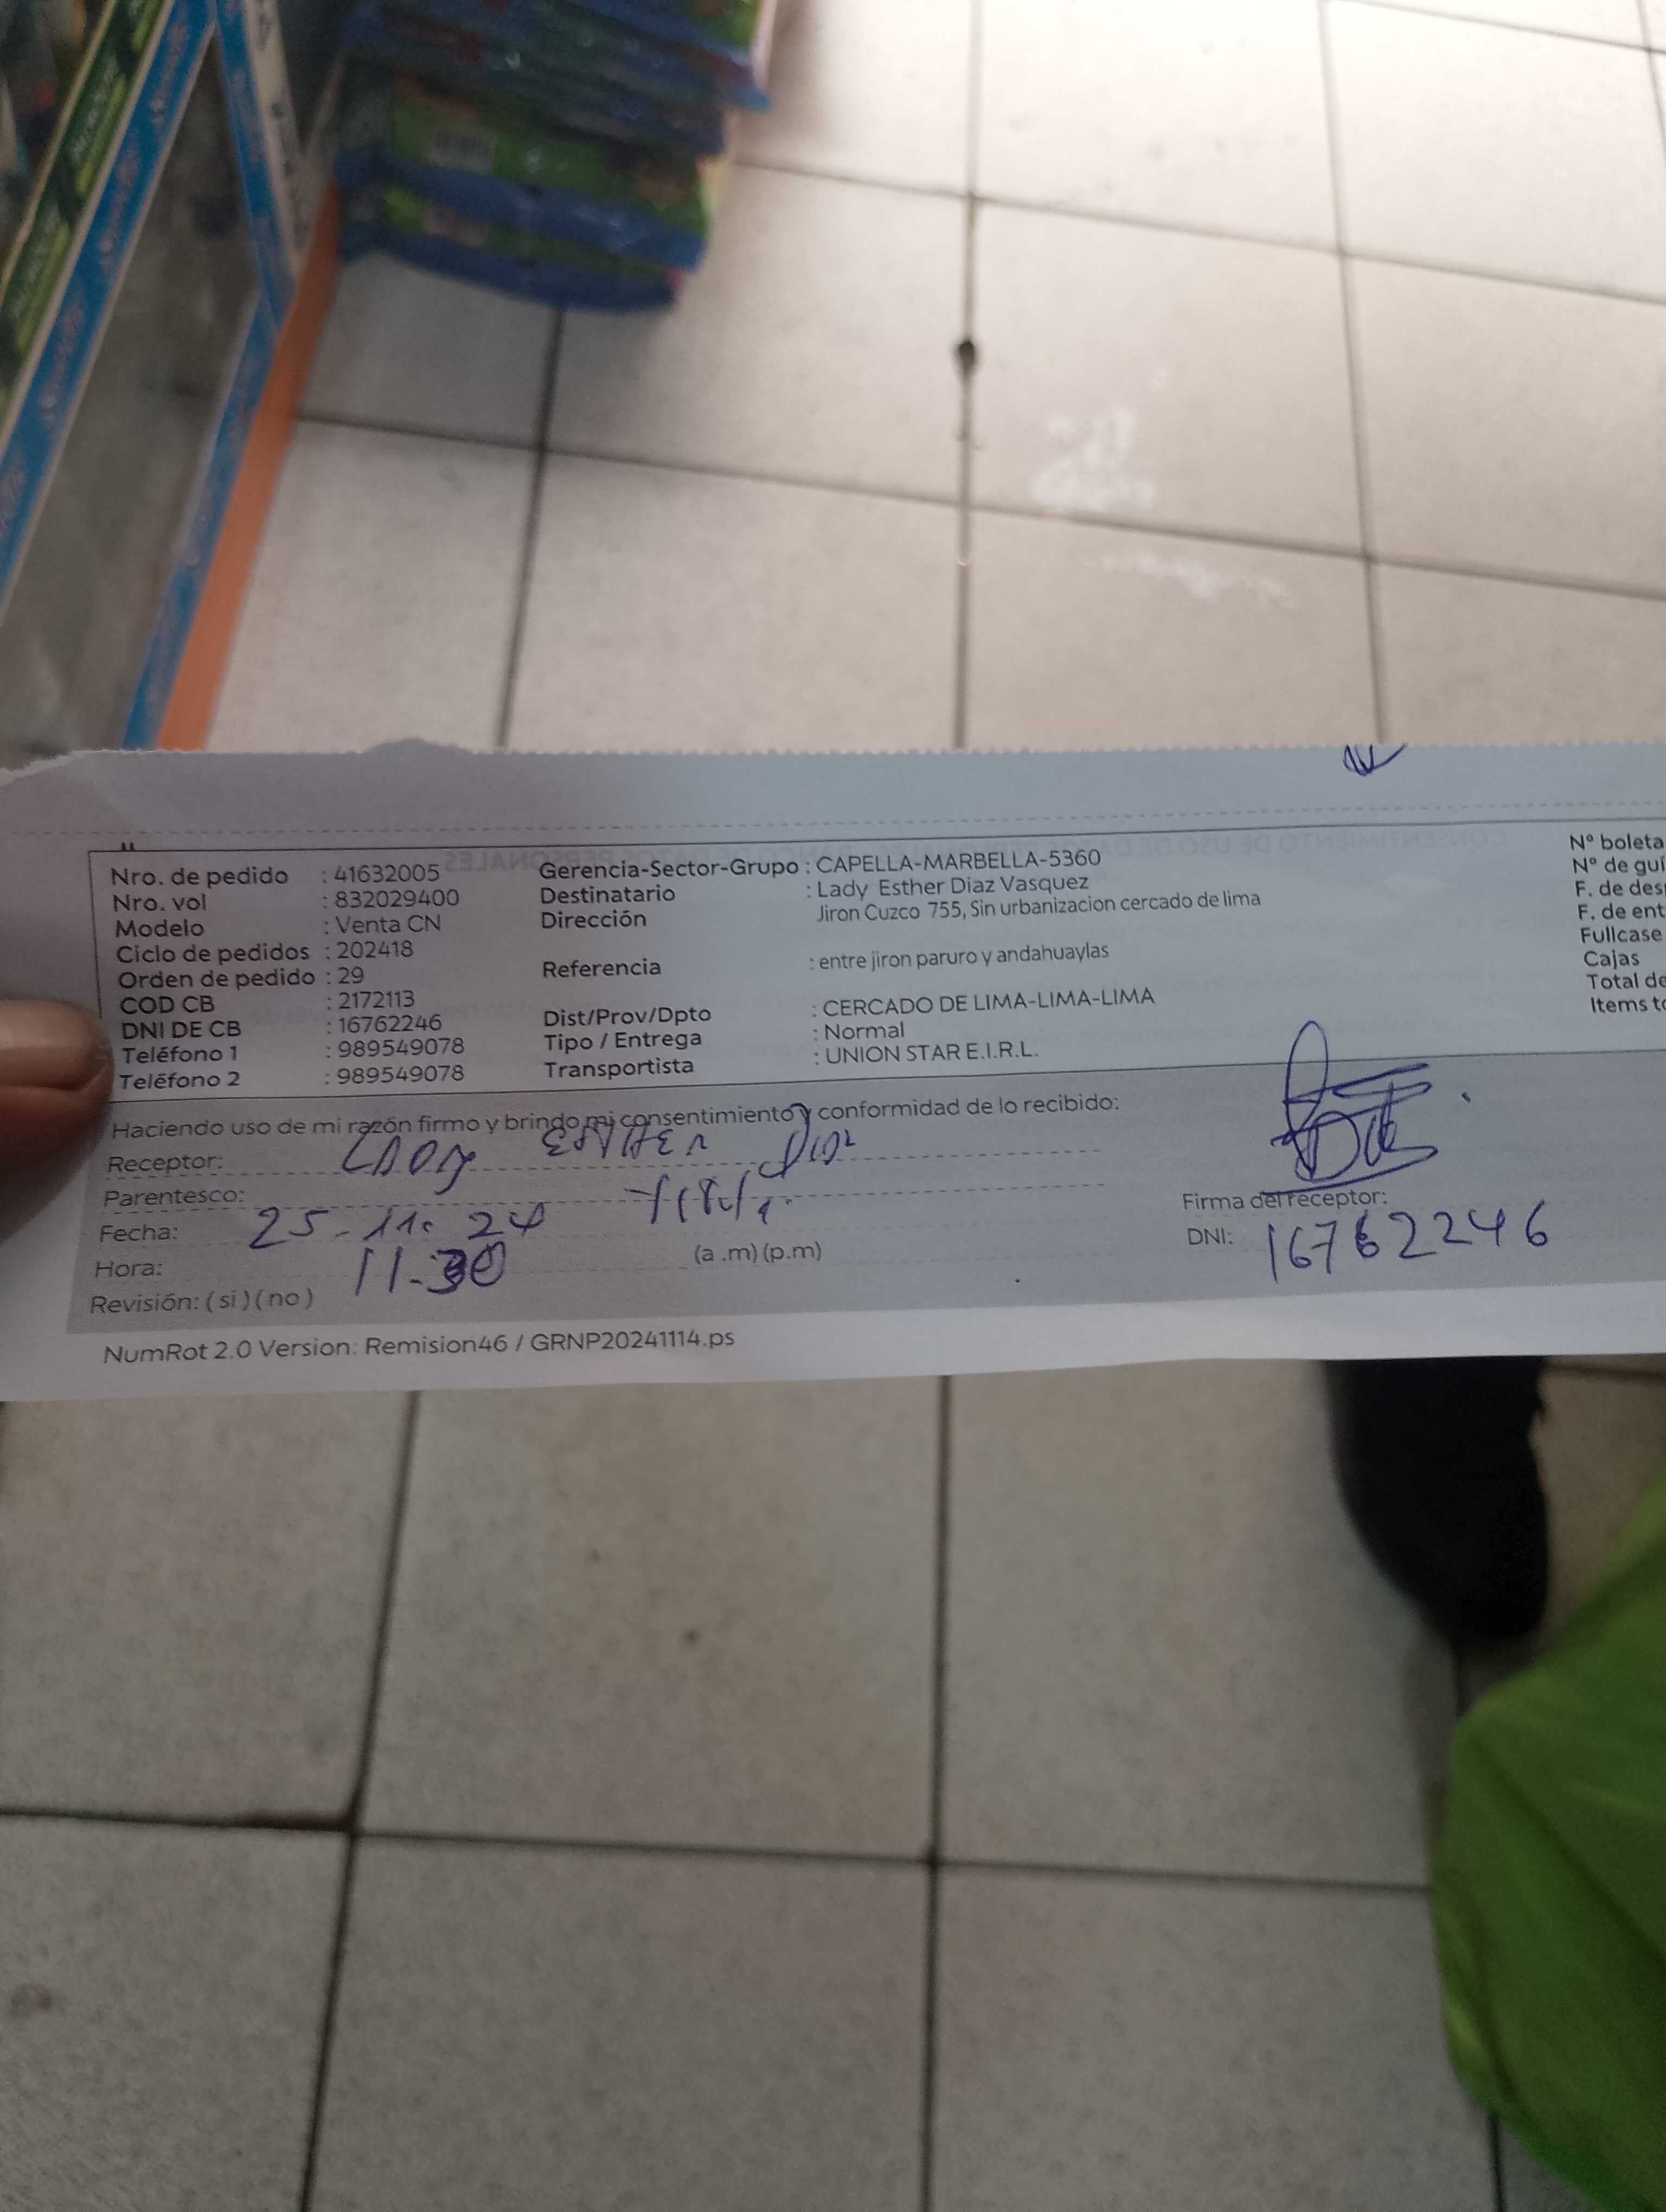 Nro. de pedido : 41632005 Gerencia-Sector-Grupo : CAPELLA-MARBELLA-5360 Nº boleta
Nro. vol : 832029400 Destinatario : Lady Esther Diaz Vasquez Nº de guí
Modelo : Venta CN Dirección Jiron Cuzco 755, Sin urbanizacion cercado de lima F. de des
Ciclo de pedidos : 202418 F. de ent
Orden de pedido : 29 Referencia : entre jiron paruro y andahuaylas Fullcase
COD CB : 2172113 Cajas
DNI DE CB : 16762246 Dist/Prov/Dpto : CERCADO DE LIMA-LIMA-LIMA Total de
Teléfono 1 : 989549078 Tipo / Entrega : Normal Items to
Teléfono 2 : 989549078 Transportista : UNION STAR E.I.R.L.
Haciendo uso de mi razón firmo y brindo mi consentimiento y conformidad de lo recibido:
Receptor: LADY ESTHER
Parentesco:
Firma del receptor:
Fecha: 25-11-24
DNI: 16762246
Hora: 11.30 (a .m) (p.m)
Revisión: ( si ) ( no )
NumRot 2.0 Version: Remision46 / GRNP20241114.ps